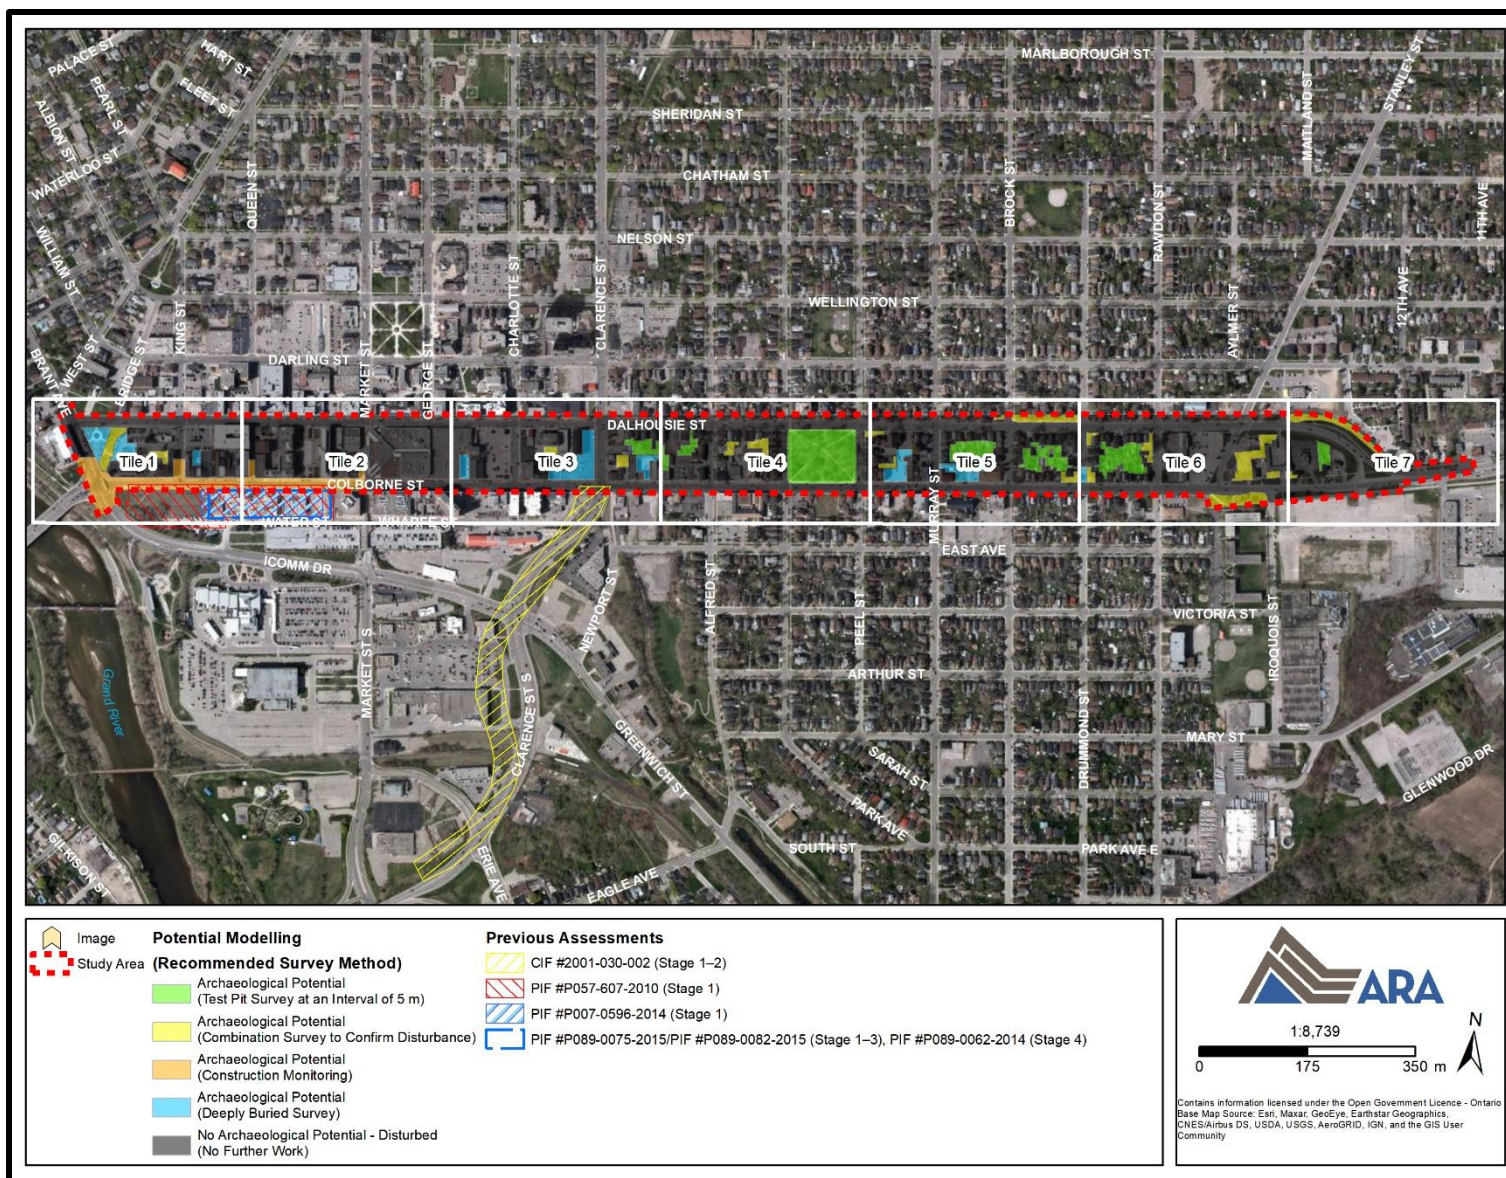 MARLBOROUGH ST
PALACE ST
HART ST
FLEET ST
PEARL ST
ALBION ST
WATERLOO ST
WILLIAM ST
QUEEN ST
SHERIDAN ST
CHATHAM ST
NELSON ST
WELLINGTON ST
BROCK ST
RAWDON ST
MAITLAND ST
STANLEY ST
11TH AVE
12TH AVE
AYLMER ST
BRANT AVE
WEST ST
BRIDGE ST
KING ST
DARLING ST
MARKET ST
GEORGE ST
CHARLOTTE ST
CLARENCE ST
DALHOUSIE ST
Tile 1
Tile 2
Tile 3
Tile 4
Tile 5
Tile 6
Tile 7
COLBORNE ST
WATER ST
WHARFE ST
MURRAY ST
EAST AVE
ICOMM DR
NEWPORT ST
ALFRED ST
PEEL ST
VICTORIA ST
IROQUOIS ST
ARTHUR ST
MARKET ST S
CLARENCE ST S
GREENWICH ST
Grand River
SARAH ST
DRUMMOND ST
MARY ST
GLENWOOD DR
PARK AVE
SOUTH ST
PARK AVE E
ERIE AVE
EAGLE AVE
GILKISON ST
Image
Study Area
Potential Modelling
(Recommended Survey Method)
Archaeological Potential
(Test Pit Survey at an Interval of 5 m)
Archaeological Potential
(Combination Survey to Confirm Disturbance)
Archaeological Potential
(Construction Monitoring)
Archaeological Potential
(Deeply Buried Survey)
No Archaeological Potential - Disturbed
(No Further Work)
Previous Assessments
CIF #2001-030-002 (Stage 1–2)
PIF #P057-607-2010 (Stage 1)
PIF #P007-0596-2014 (Stage 1)
PIF #P089-0075-2015/PIF #P089-0082-2015 (Stage 1–3), PIF #P089-0062-2014 (Stage 4)
ARA
1:8,739
N
0 175 350 m
Contains information licensed under the Open Government Licence - Ontario
Base Map Source: Esri, Maxar, GeoEye, Earthstar Geographics,
CNES/Airbus DS, USDA, USGS, AeroGRID, IGN, and the GIS User
Community